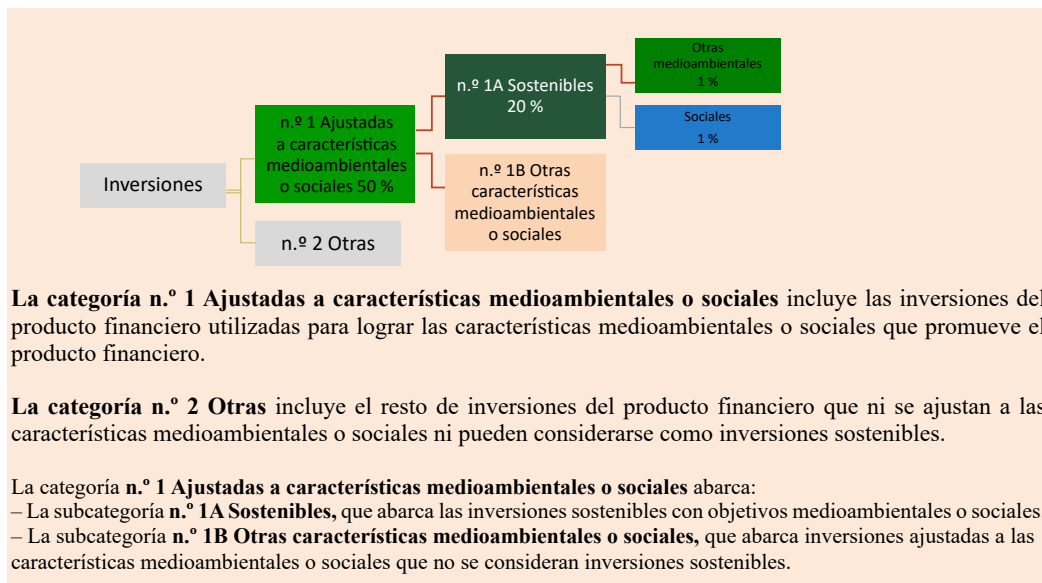 Otras
medioambientales
1 %
n.º 1A Sostenibles
20 %
Sociales
1 %
n.º 1 Ajustadas
a características
medioambientales
o sociales 50 %
n.º 1B Otras
características
medioambientales
o sociales
Inversiones
n.º 2 Otras
La categoría n.º 1 Ajustadas a características medioambientales o sociales incluye las inversiones del
producto financiero utilizadas para lograr las características medioambientales o sociales que promueve el
producto financiero.
La categoría n.º 2 Otras incluye el resto de inversiones del producto financiero que ni se ajustan a las
características medioambientales o sociales ni pueden considerarse como inversiones sostenibles.
La categoría n.º 1 Ajustadas a características medioambientales o sociales abarca:
– La subcategoría n.º 1A Sostenibles, que abarca las inversiones sostenibles con objetivos medioambientales o sociales
– La subcategoría n.º 1B Otras características medioambientales o sociales, que abarca inversiones ajustadas a las
características medioambientales o sociales que no se consideran inversiones sostenibles.